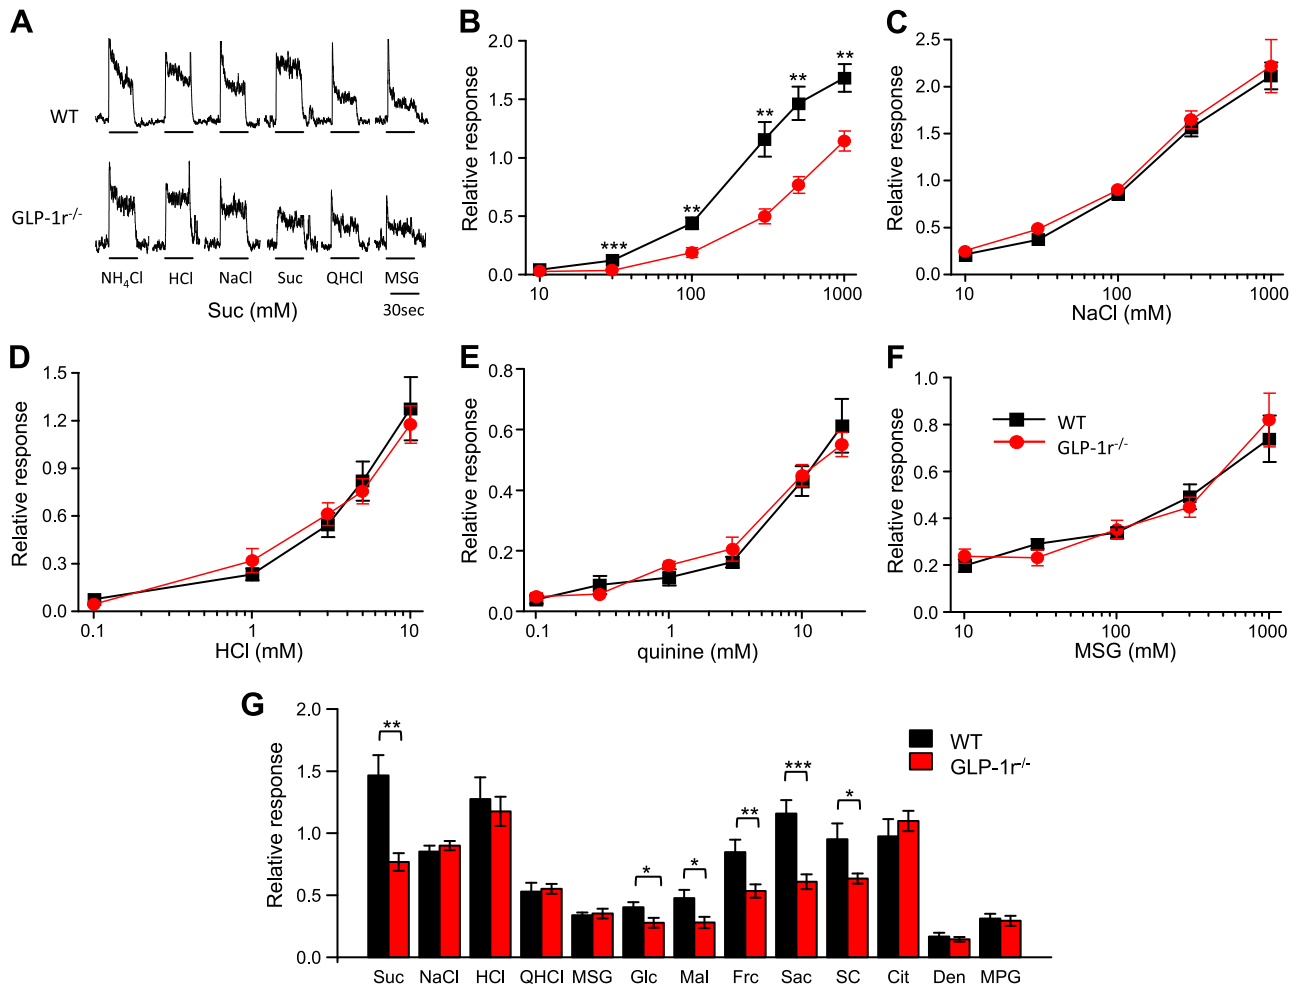 A
WT
GLP-1r-/-
NH4Cl HCl NaCl Suc QHCl MSG
Suc (mM) 30sec
B
Relative response
2.0
1.5
1.0
0.5
0.0
** ** ** ** *** **
10 100 1000
C
Relative response
2.5
2.0
1.5
1.0
0.5
0.0
10 100 1000
NaCl (mM)
D
Relative response
1.5
1.2
0.9
0.6
0.3
0.0
0.1 1 10
HCl (mM)
E
Relative response
0.8
0.6
0.4
0.2
0.0
0.1 1 10
quinine (mM)
F
Relative response
1.0
0.8
0.6
0.4
0.2
0.0
WT
GLP-1r-/-
10 100 1000
MSG (mM)
G
Relative response
2.0
1.5
1.0
0.5
0.0
** * * ** *** *
WT
GLP-1r-/-
Suc NaCl HCl QHCl MSG Glc Mal Frc Sac SC Cit Den MPG